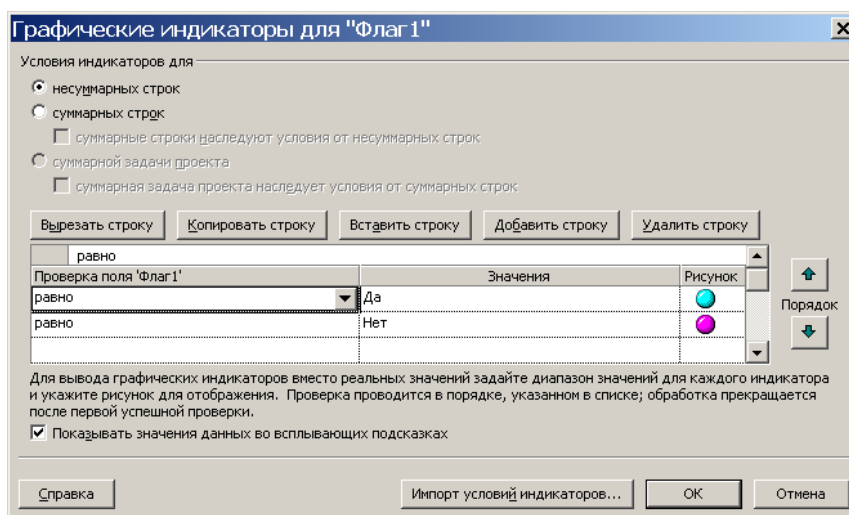 Графические индикаторы для "Флаг1"
Условия индикаторов для
несуммарных строк
суммарных строк
суммарные строки наследуют условия от несуммарных строк
суммарной задачи проекта
суммарная задача проекта наследует условия от суммарных строк
Вырезать строку Копировать строку Вставить строку Добавить строку Удалить строку
равно
Проверка поля 'Флаг1' Значения Рисунок
равно Да
Порядок
равно Нет
Для вывода графических индикаторов вместо реальных значений задайте диапазон значений для каждого индикатора
и укажите рисунок для отображения. Проверка проводится в порядке, указанном в списке; обработка прекращается
после первой успешной проверки.
Показывать значения данных во всплывающих подсказках
Справка Импорт условий индикаторов... ОК Отмена